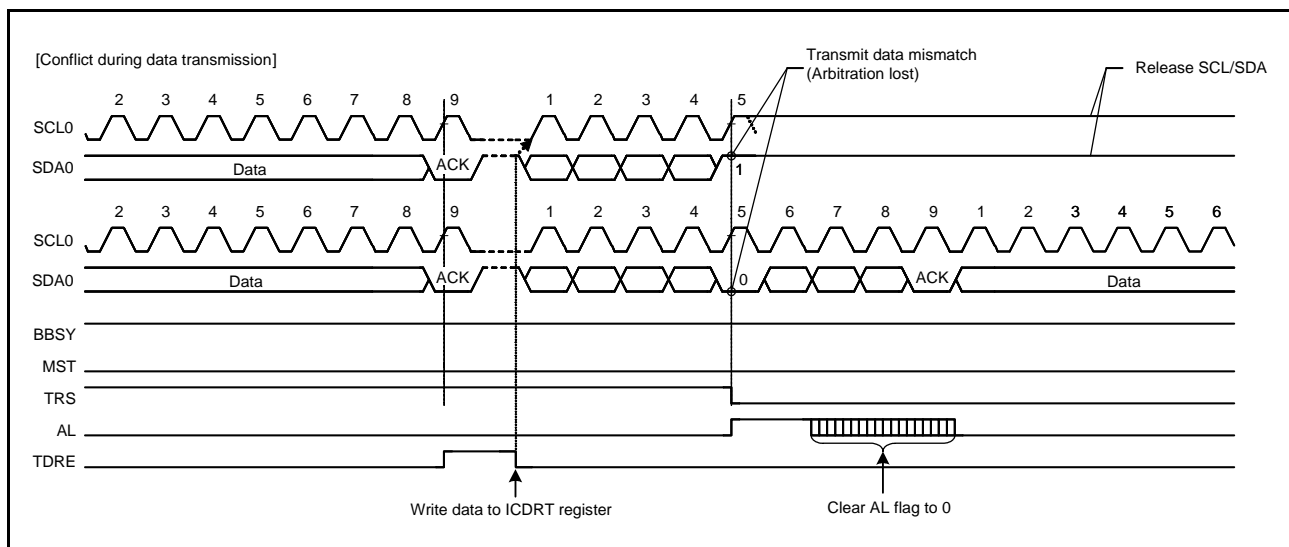 [Conflict during data transmission]
Transmit data mismatch
(Arbitration lost)
Release SCL/SDA
2 3 4 5 6 7 8 9 1 2 3 4 5
SCL0
SDA0 Data ACK 1
2 3 4 5 6 7 8 9 1 2 3 4 5 6 7 8 9 1 2 3 4 5 6
SCL0
SDA0 Data ACK 0 ACK Data
BBSY
MST
TRS
AL
TDRE
Write data to ICDRT register
Clear AL flag to 0